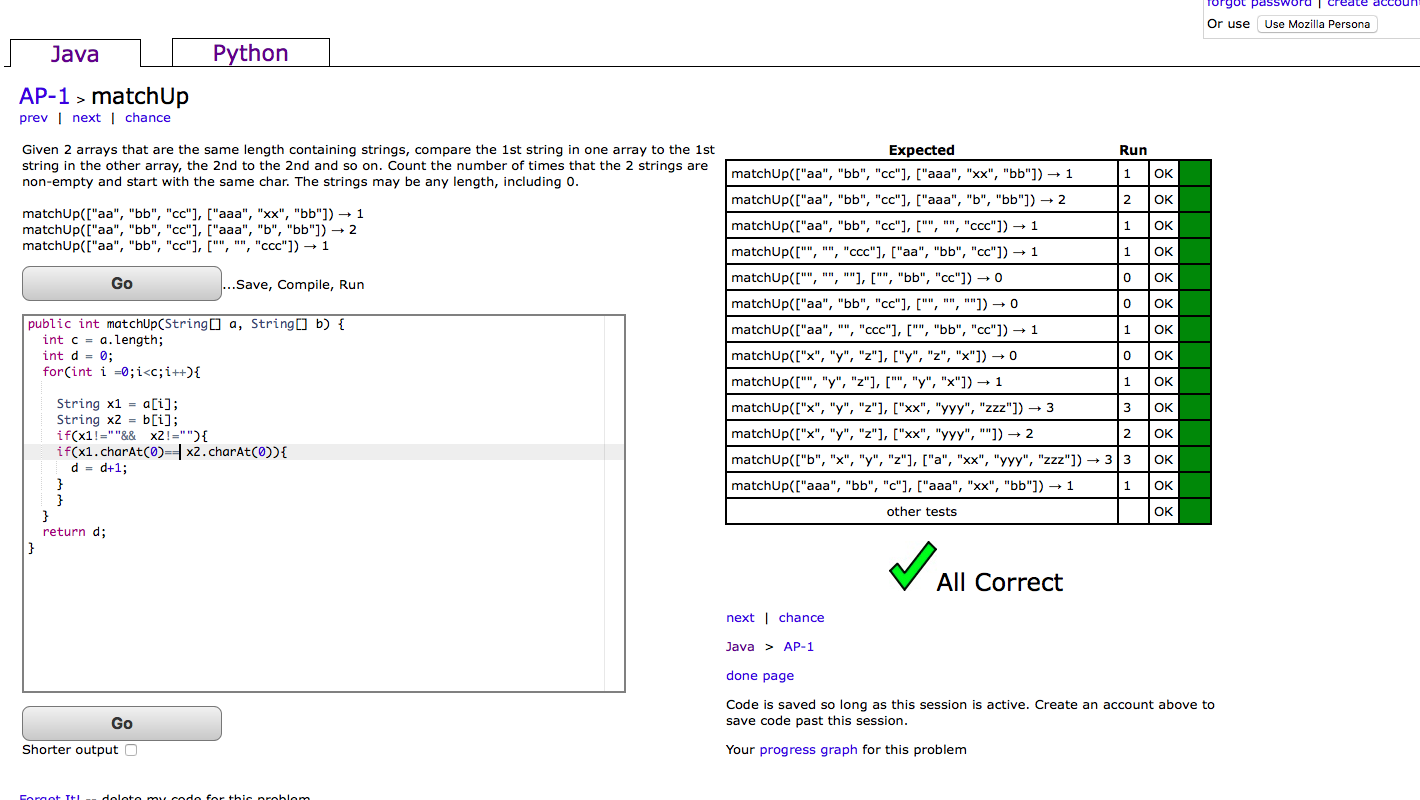 forgot password | create account
Or use Use Mozilla Persona
Java Python
AP-1 > matchUp
prev | next | chance
Given 2 arrays that are the same length containing strings, compare the 1st string in one array to the 1st
string in the other array, the 2nd to the 2nd and so on. Count the number of times that the 2 strings are
non-empty and start with the same char. The strings may be any length, including 0.
matchUp(["aa", "bb", "cc"], ["aaa", "xx", "bb"]) → 1
matchUp(["aa", "bb", "cc"], ["aaa", "b", "bb"]) → 2
matchUp(["aa", "bb", "cc"], ["", "", "ccc"]) → 1
Go ...Save, Compile, Run
public int matchUp(String[] a, String[] b) {
int c = a.length;
int d = 0;
for(int i =0;i<c;i++){
String x1 = a[i];
String x2 = b[i];
if(x1!=""&& x2!=""){
if(x1.charAt(0)== x2.charAt(0)){
d = d+1;
}
}
}
return d;
}
Go
Shorter output
Forget It! -- delete my code for this problem
Expected Run
matchUp(["aa", "bb", "cc"], ["aaa", "xx", "bb"]) → 1 1 OK
matchUp(["aa", "bb", "cc"], ["aaa", "b", "bb"]) → 2 2 OK
matchUp(["aa", "bb", "cc"], ["", "", "ccc"]) → 1 1 OK
matchUp(["", "", "ccc"], ["aa", "bb", "cc"]) → 1 1 OK
matchUp(["", "", ""], ["", "bb", "cc"]) → 0 0 OK
matchUp(["aa", "bb", "cc"], ["", "", ""]) → 0 0 OK
matchUp(["aa", "", "ccc"], ["", "bb", "cc"]) → 1 1 OK
matchUp(["x", "y", "z"], ["y", "z", "x"]) → 0 0 OK
matchUp(["", "y", "z"], ["", "y", "x"]) → 1 1 OK
matchUp(["x", "y", "z"], ["xx", "yyy", "zzz"]) → 3 3 OK
matchUp(["x", "y", "z"], ["xx", "yyy", ""]) → 2 2 OK
matchUp(["b", "x", "y", "z"], ["a", "xx", "yyy", "zzz"]) → 3 3 OK
matchUp(["aaa", "bb", "c"], ["aaa", "xx", "bb"]) → 1 1 OK
other tests OK
All Correct
next | chance
Java > AP-1
done page
Code is saved so long as this session is active. Create an account above to
save code past this session.
Your progress graph for this problem